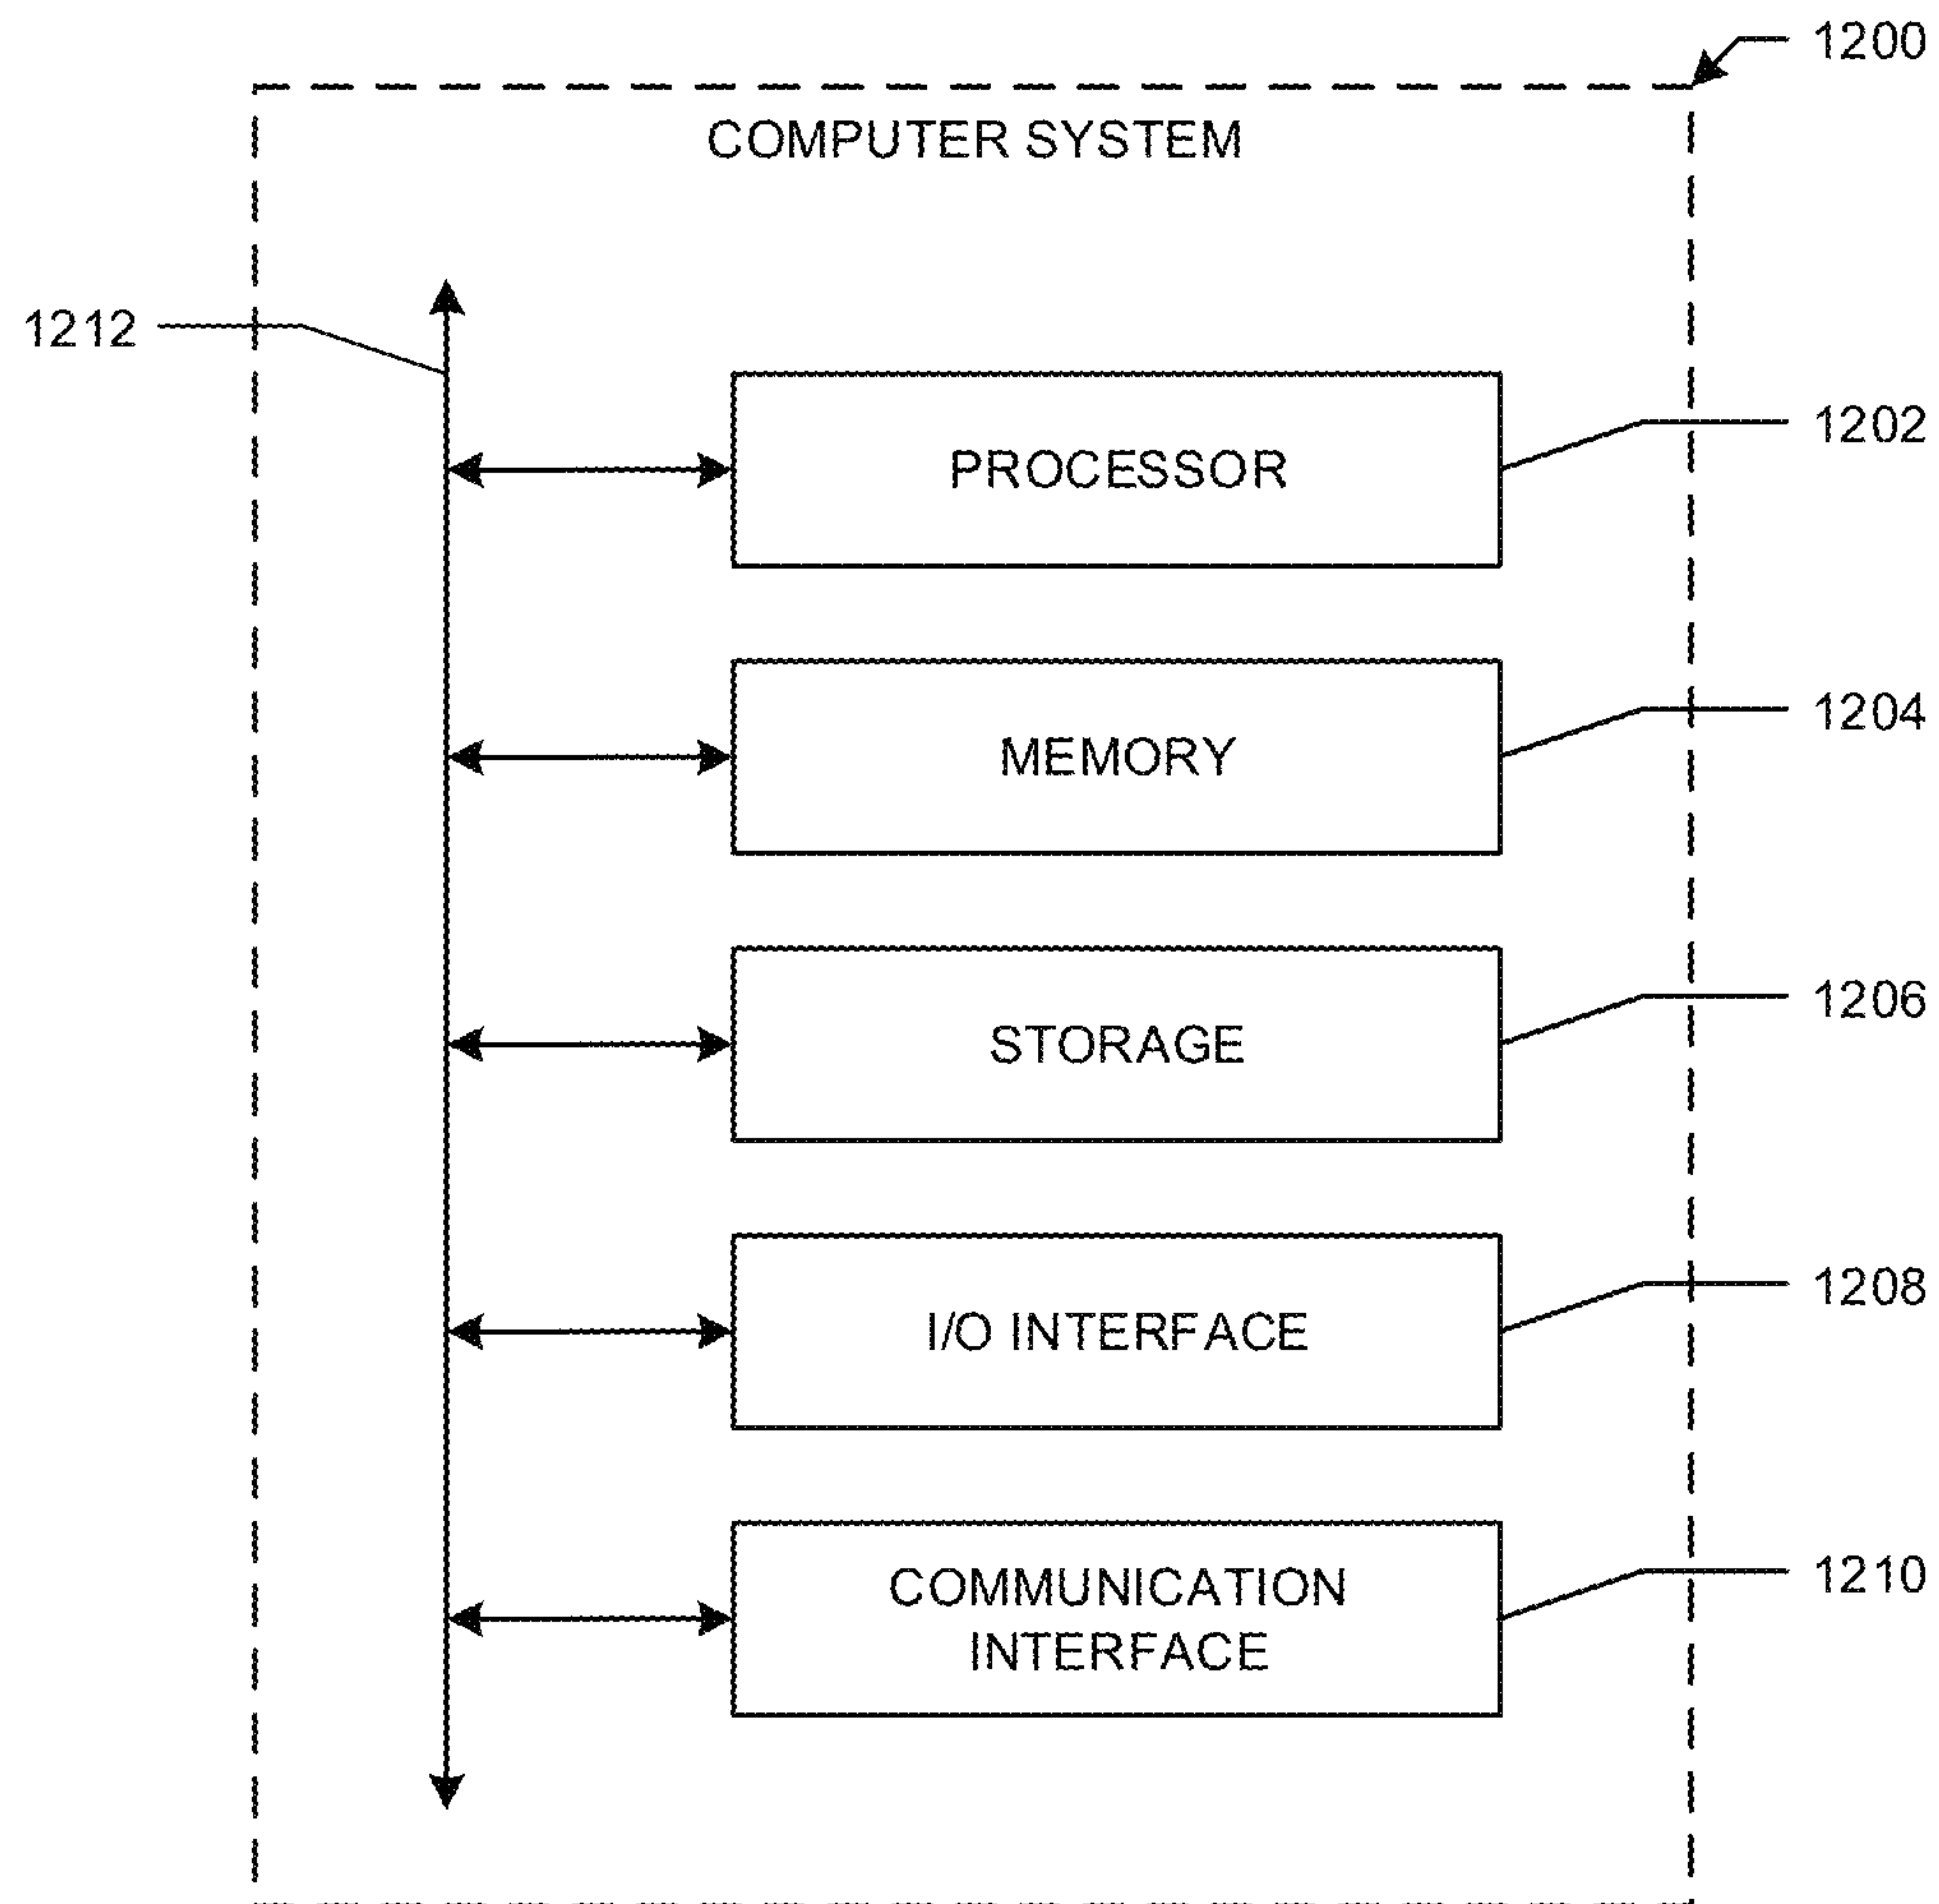 1200
COMPUTER SYSTEM
1212
PROCESSOR
1202
MEMORY
1204
STORAGE
1206
I/O INTERFACE
1208
COMMUNICATION
INTERFACE
1210